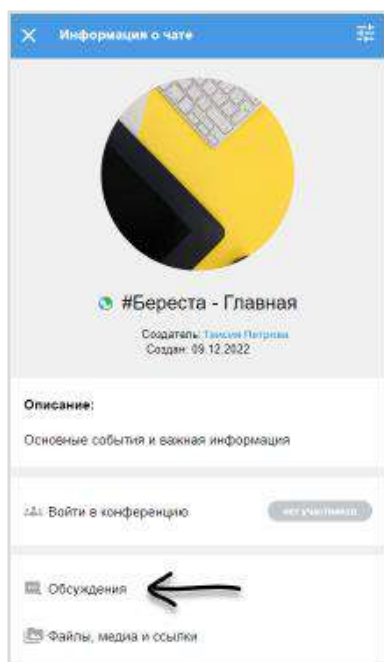 Информация о чате
#Береста - Главная
Создатель: Таисия Петрова
Создан: 09.12.2022
Описание:
Основные события и важная информация
Войти в конференцию
нет участников
Обсуждения
Файлы, медиа и ссылки